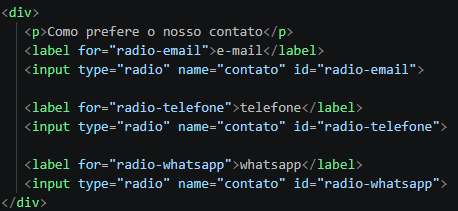 <div>
<p>Como prefere o nosso contato</p>
<label for="radio-email">e-mail</label>
<input type="radio" name="contato" id="radio-email">
<label for="radio-telefone">telefone</label>
<input type="radio" name="contato" id="radio-telefone">
<label for="radio-whatsapp">whatsapp</label>
<input type="radio" name="contato" id="radio-whatsapp">
</div>